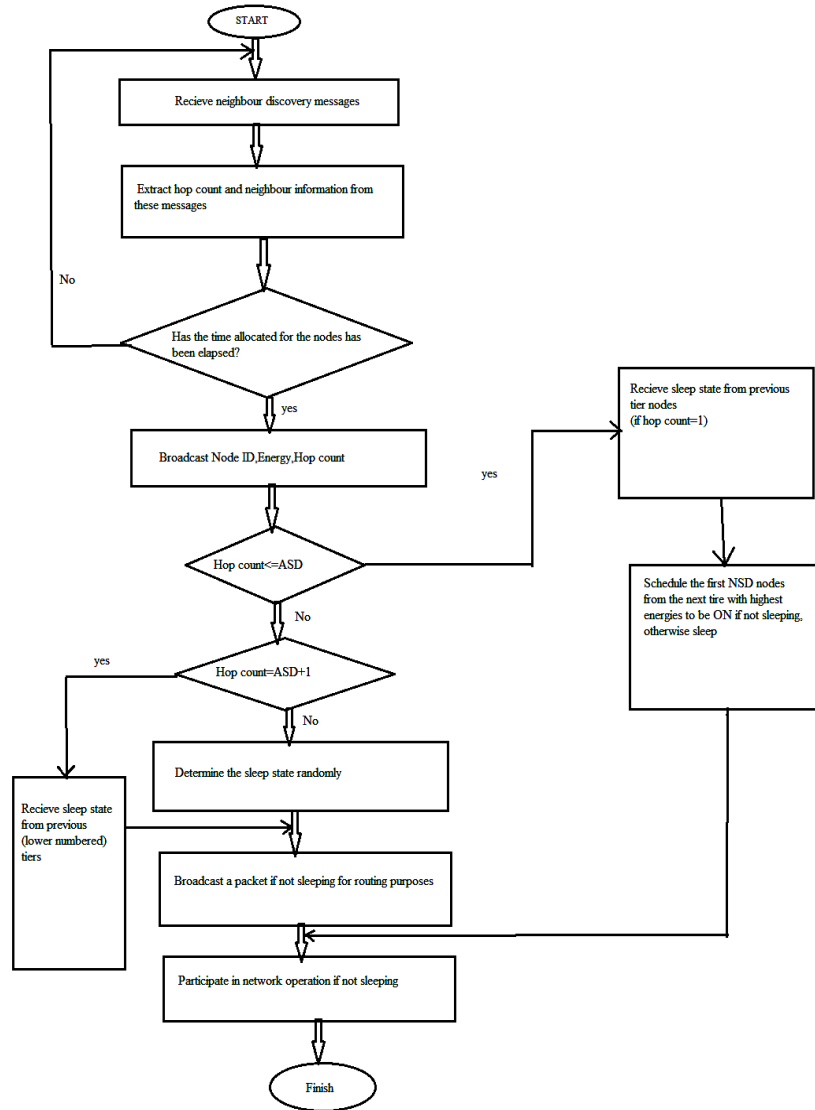 START
Recieve neighbour discovery messages
Extract hop count and neighbour information from
these messages
No
Has the time allocated for the nodes has
been elapsed?
yes
Broadcast Node ID,Energy,Hop count
yes
Recieve sleep state from previous
tier nodes
(if hop count=1)
Hop count<=ASD
No
Schedule the first NSD nodes
from the next tire with highest
energies to be ON if not sleeping,
otherwise sleep
Hop count=ASD+1
yes
No
Determine the sleep state randomly
Recieve sleep state
from previous
(lower numbered)
tiers
Broadcast a packet if not sleeping for routing purposes
Participate in network operation if not sleeping
Finish